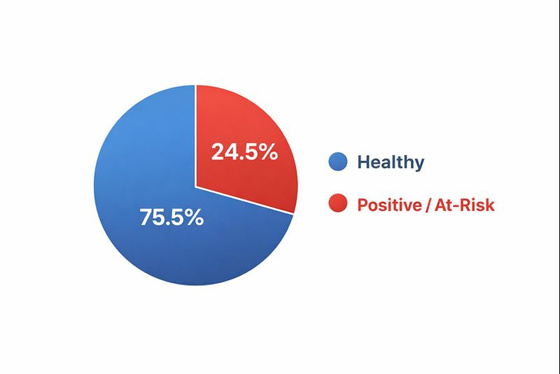 24.5%
75.5%
Healthy
Positive / At-Risk